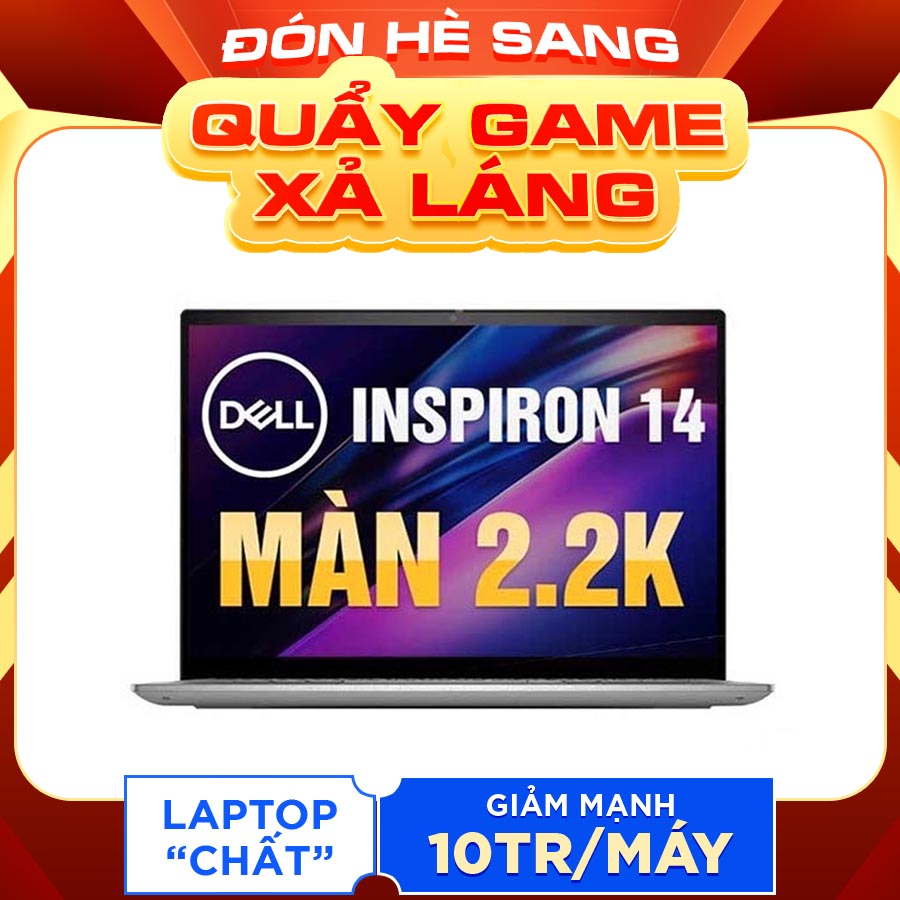 ĐÓN HÈ SANG
QUẨY GAME
XẢ LÁNG
DELL INSPIRON 14
MÀN 2.2K
LAPTOP
“CHẤT”
GIẢM MẠNH
10TR/MÁY